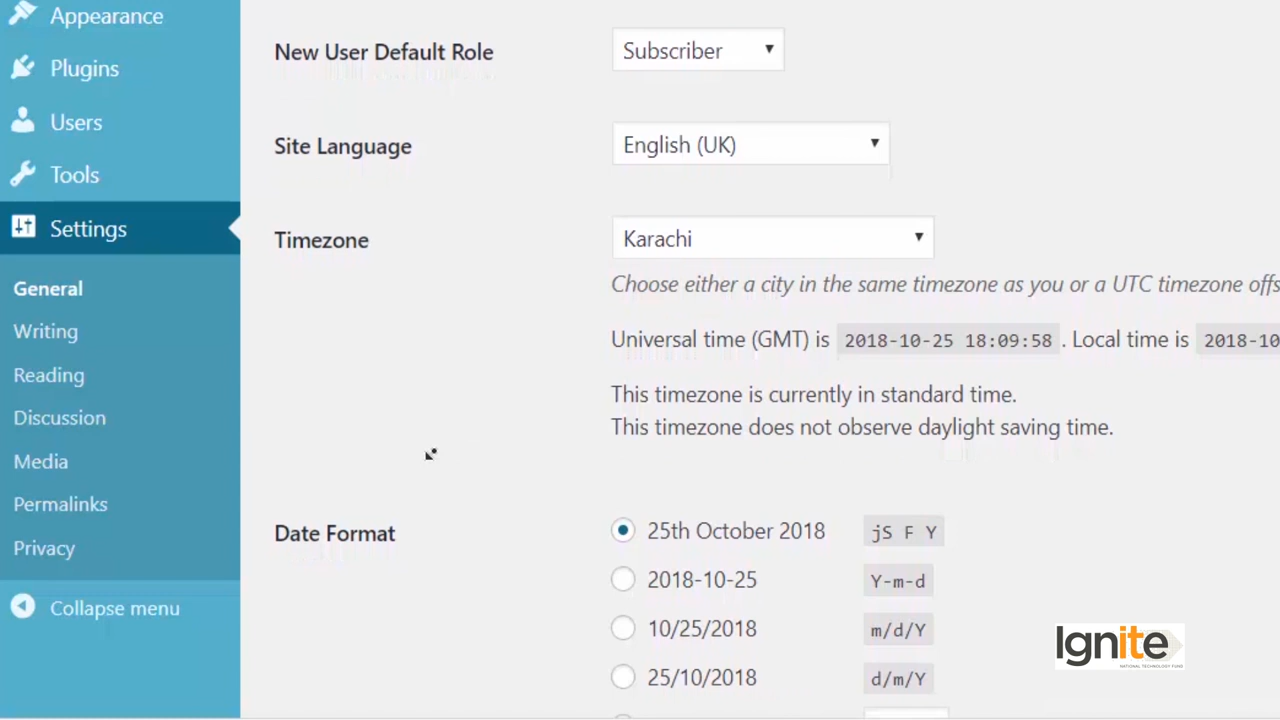 Appearance
Plugins
Users
Tools
Settings
General
Writing
Reading
Discussion
Media
Permalinks
Privacy
Collapse menu
New User Default Role Subscriber
Site Language English (UK)
Timezone Karachi
Choose either a city in the same timezone as you or a UTC timezone offs
Universal time (GMT) is 2018-10-25 18:09:58 . Local time is 2018-10
This timezone is currently in standard time.
This timezone does not observe daylight saving time.
Date Format 25th October 2018 jS F Y
2018-10-25 Y-m-d
10/25/2018 m/d/Y
25/10/2018 d/m/Y
Ignite
NATIONAL TECHNOLOGY FUND